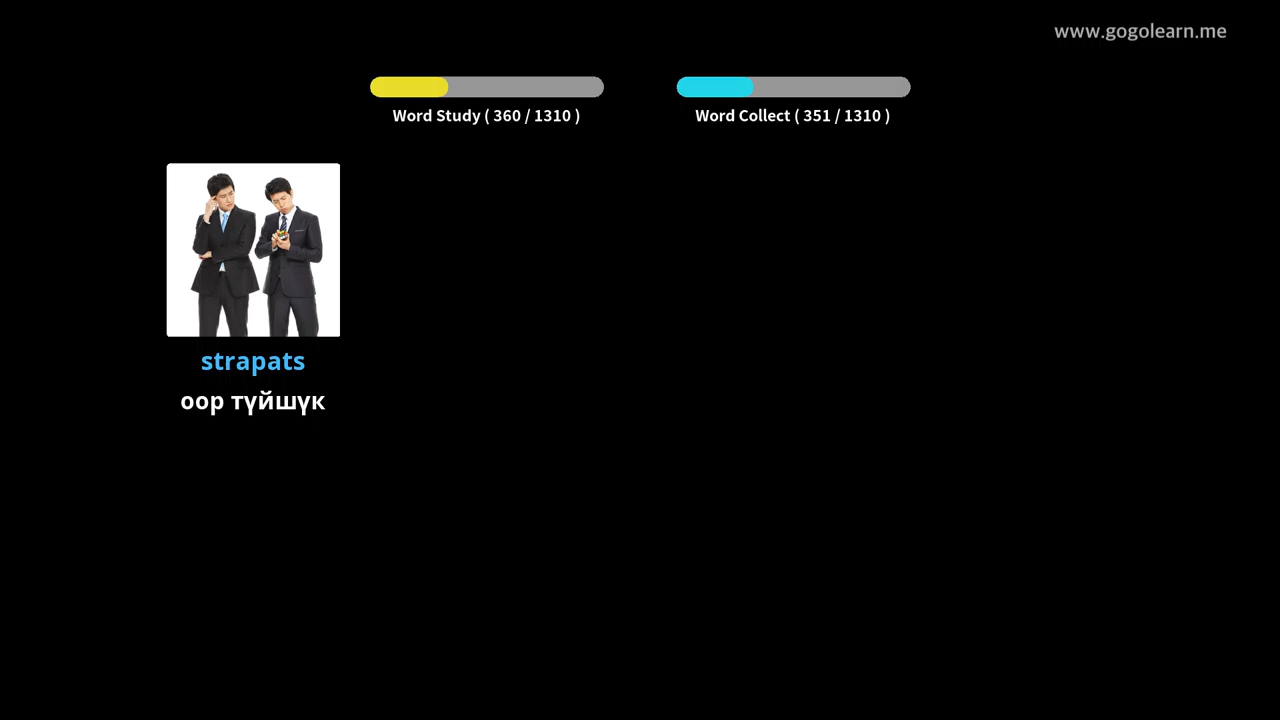 www.gogolearn.me
Word Study ( 360 / 1310 )
Word Collect ( 351 / 1310 )
strapats
оор түйшүк